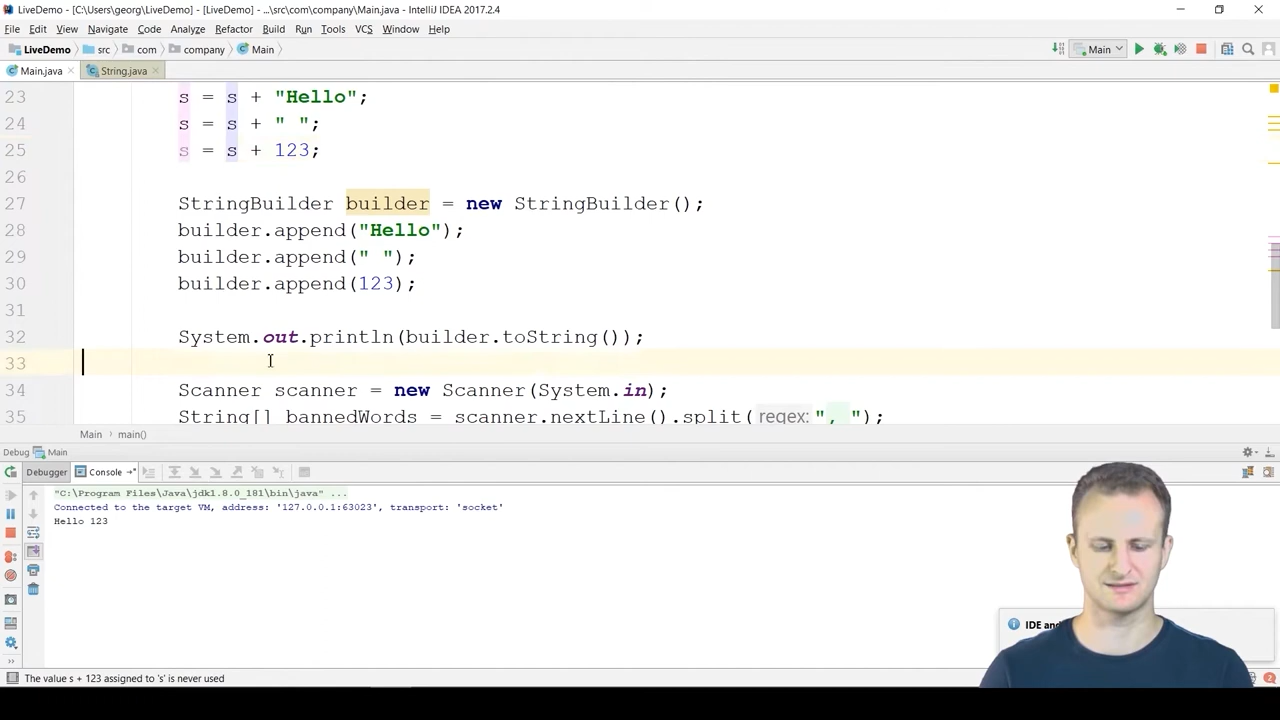 LiveDemo - [C:\Users\georg\LiveDemo] - [LiveDemo] - ...\src\com\company\Main.java - IntelliJ IDEA 2017.2.4
File Edit View Navigate Code Analyze Refactor Build Run Tools VCS Window Help
LiveDemo src com company Main Main
Main.java String.java
23 s = s + "Hello";
24 s = s + " ";
25 s = s + 123;
26
27 StringBuilder builder = new StringBuilder();
28 builder.append("Hello");
29 builder.append(" ");
30 builder.append(123);
31
32 System.out.println(builder.toString());
33
34 Scanner scanner = new Scanner(System.in);
35 String[] bannedWords = scanner.nextLine().split( regex: ", ");
Main main()
Debug Main
Debugger Console
"C:\Program Files\Java\jdk1.8.0_181\bin\java" ...
Connected to the target VM, address: '127.0.0.1:63023', transport: 'socket'
Hello 123
IDE and
The value s + 123 assigned to 's' is never used
2